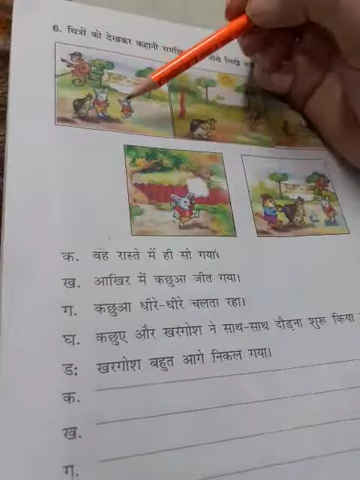 6. चित्रों को देखकर कहानी
क. वह रास्ते में ही सो गया।
ख. आखिर में कछुआ जीत गया।
ग. कछुआ धीरे-धीरे चलता रहा।
घ. कछुए और खरगोश ने साथ-साथ दौड़ना शुरू किया
ड: खरगोश बहुत आगे निकल गया।
क.
ख.
ग.